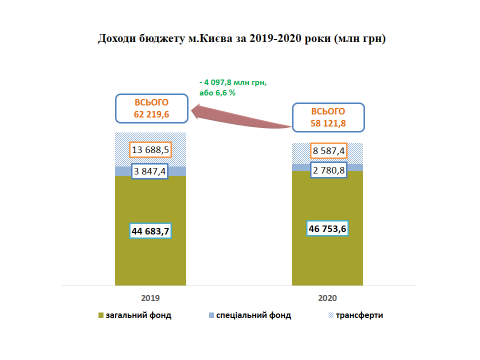 Доходи бюджету м.Києва за 2019-2020 роки (млн грн)
- 4 097,8 млн грн,
або 6,6 %
ВСЬОГО
62 219,6
ВСЬОГО
58 121,8
13 688,5
8 587,4
3 847,4
2 780,8
44 683,7
46 753,6
2019
2020
загальний фонд
спеціальний фонд
трансферти